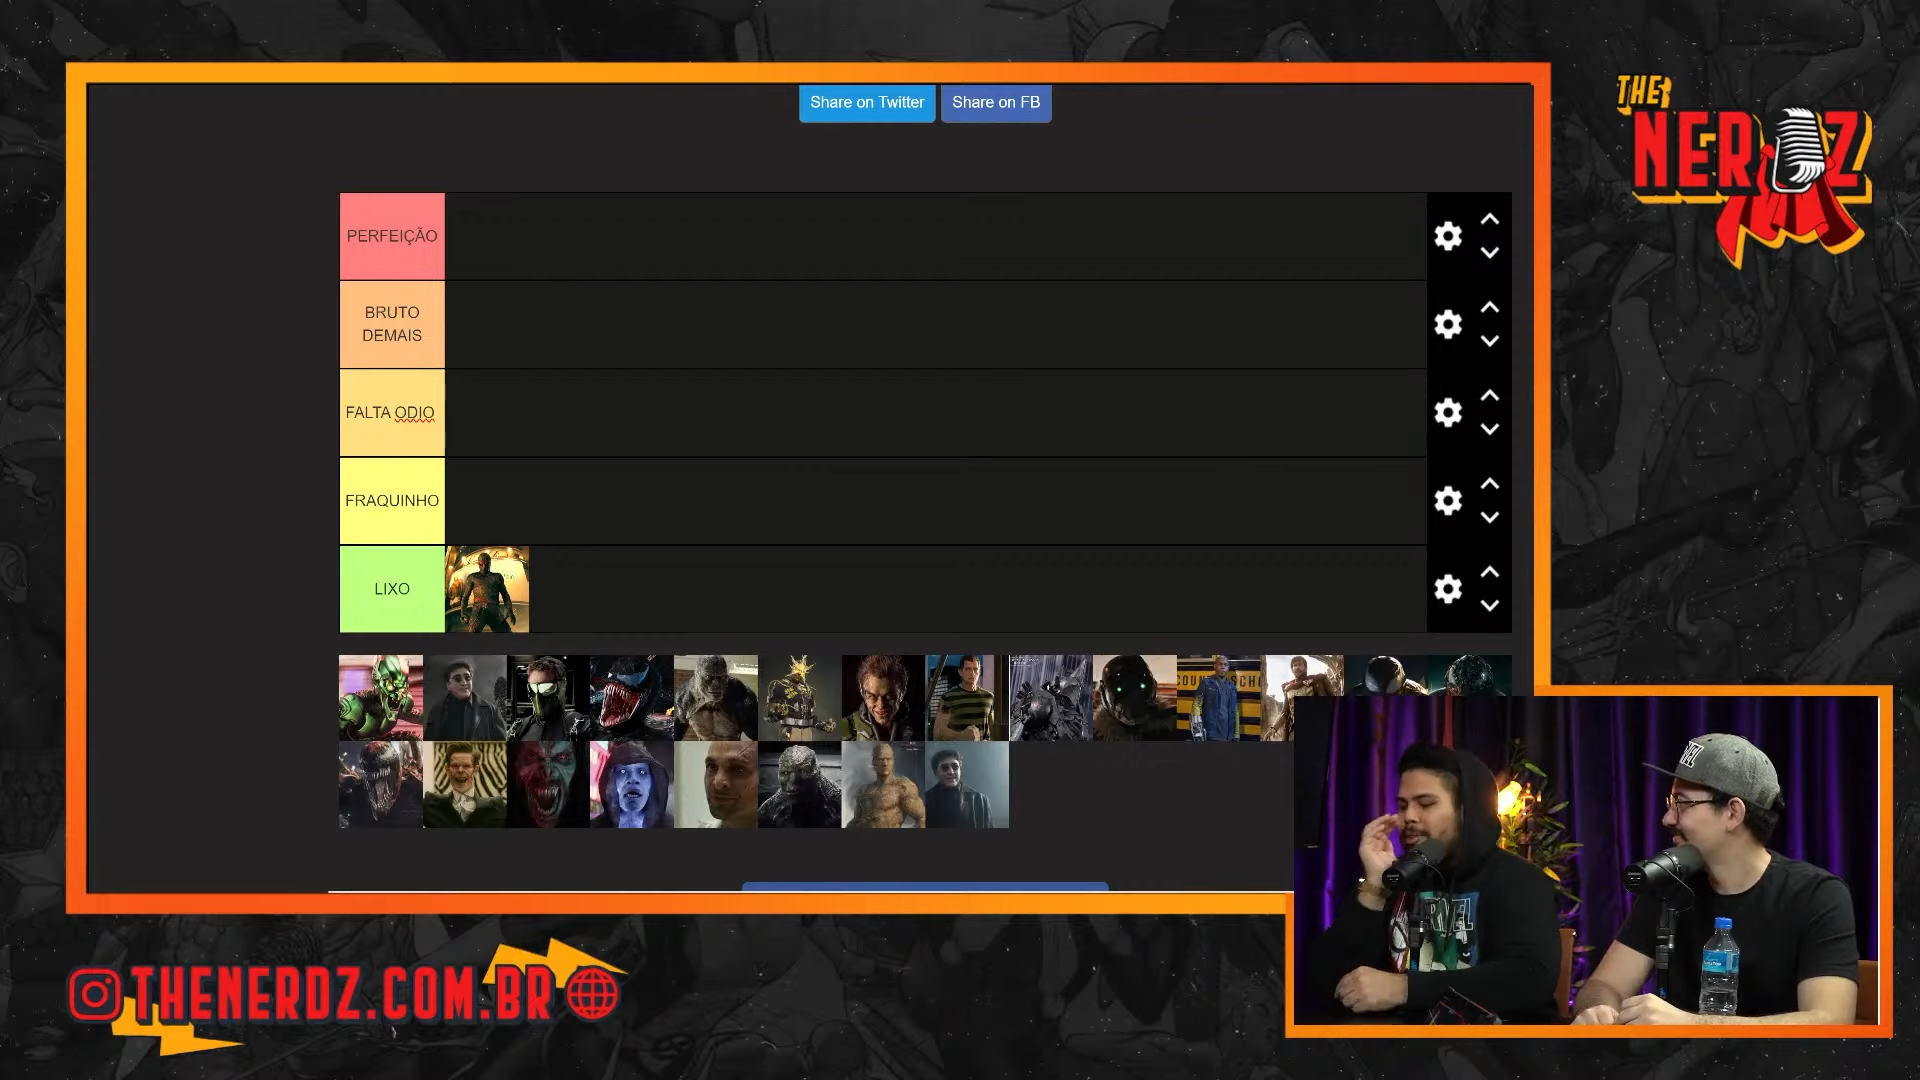 Share on Twitter
Share on FB
THE
NERDZ
PERFEIÇÃO
BRUTO
DEMAIS
FALTA ODIO
FRAQUINHO
LIXO
THENERDZ.COM.BR